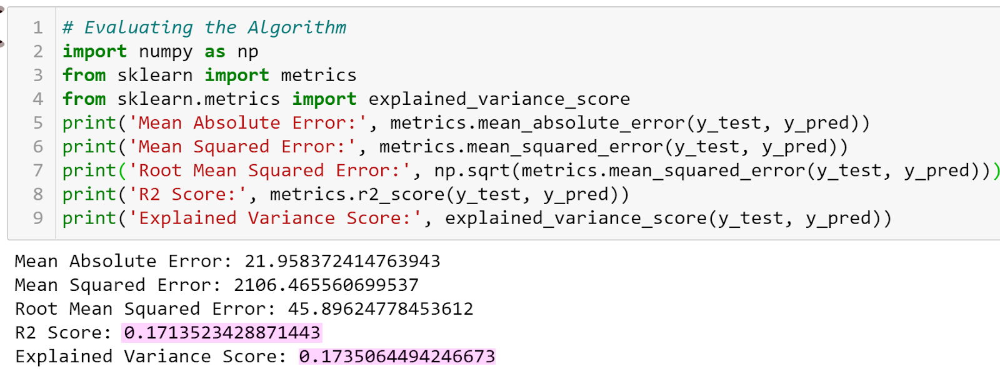 1 # Evaluating the Algorithm
2 import numpy as np
3 from sklearn import metrics
4 from sklearn.metrics import explained_variance_score
5 print('Mean Absolute Error:', metrics.mean_absolute_error(y_test, y_pred))
6 print('Mean Squared Error:', metrics.mean_squared_error(y_test, y_pred))
7 print('Root Mean Squared Error:', np.sqrt(metrics.mean_squared_error(y_test, y_pred)))
8 print('R2 Score:', metrics.r2_score(y_test, y_pred))
9 print('Explained Variance Score:', explained_variance_score(y_test, y_pred))
Mean Absolute Error: 21.958372414763943
Mean Squared Error: 2106.465560699537
Root Mean Squared Error: 45.89624778453612
R2 Score: 0.1713523428871443
Explained Variance Score: 0.1735064494246673